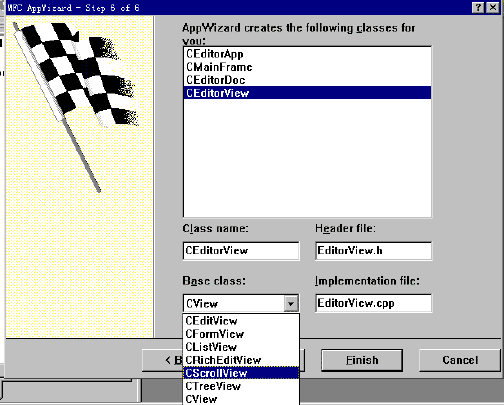 MFC AppWizard - Step 6 of 6
AppWizard creates the following classes for
you:
CEditorApp
CMainFrame
CEditorDoc
CEditorView
Class name:
Header file:
CEditorView
EditorView.h
Base class:
Implementation file:
CView
EditorView.cpp
CEditView
CFormView
CListView
CRichEditView
CScrollView
CTreeView
CView
< B
Finish
Cancel